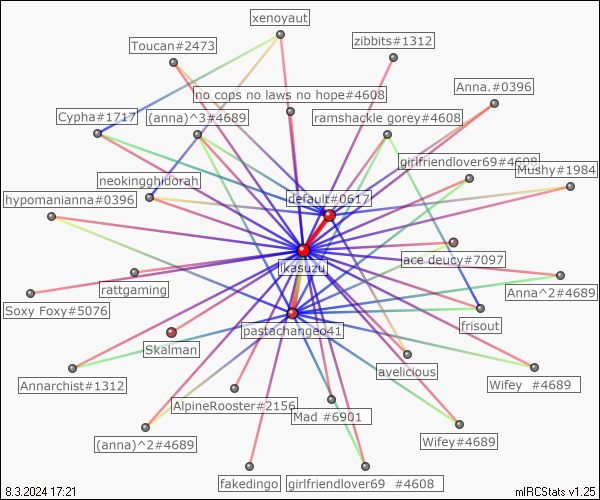 xenoyaut
Toucan#2473
zibbits#1312
no cops no laws no hope#4608
Anna.#0396
Cypha#1717
(anna)^3#4689
ramshackle gorey#4608
girlfriendlover69#4608
Mushy#1984
neokingghidorah
hypomanianna#0396
default#0617
ikasuzu
ace deucy#7097
rattgaming
Anna^2#4689
Soxy Foxy#5076
pastachangeo41
frisout
Skalman
avelicious
Annarchist#1312
Wifey #4689
AlpineRooster#2156
Mad #6901
(anna)^2#4689
Wifey#4689
fakedingo
girlfriendlover69 #4608
8.3.2024 17:21
mIRCStats v1.25